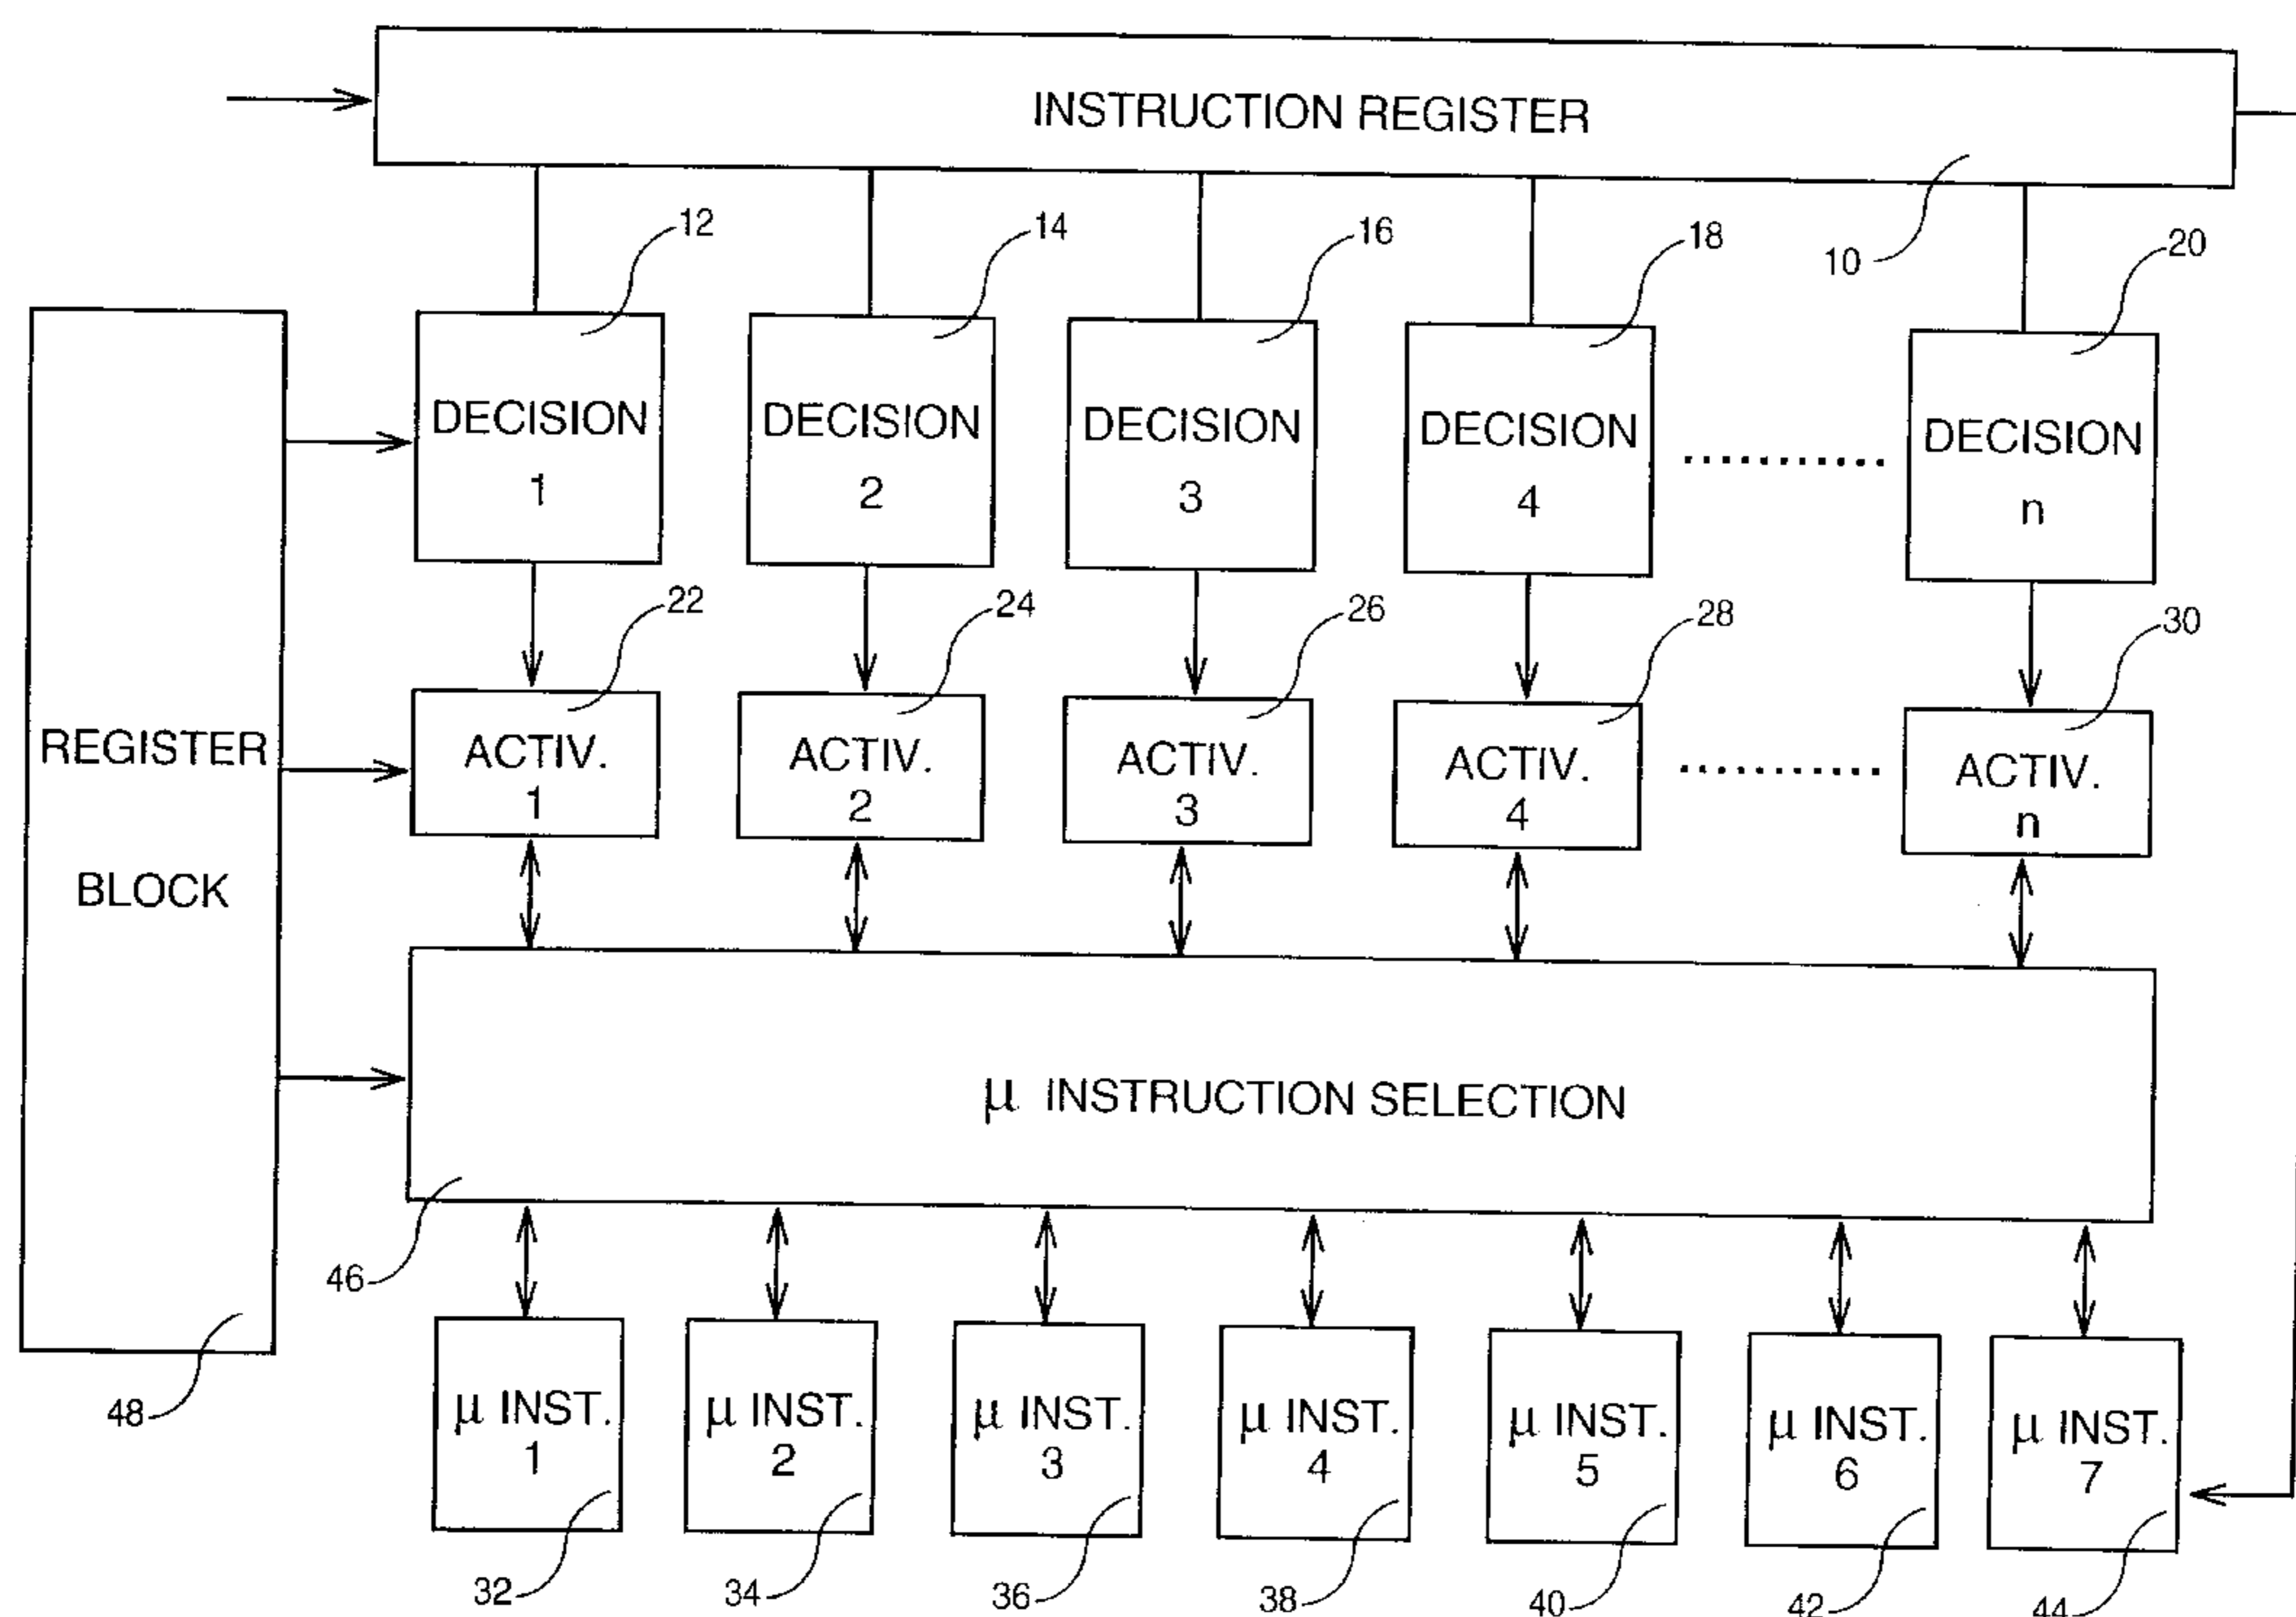 INSTRUCTION REGISTER
10
12
14
16
18
20
DECISION
1
DECISION
2
DECISION
3
DECISION
4
...........
DECISION
n
22
24
26
28
30
REGISTER
BLOCK
ACTIV.
1
ACTIV.
2
ACTIV.
3
ACTIV.
4
...........
ACTIV.
n
μ INSTRUCTION SELECTION
46
48
μ INST.
1
μ INST.
2
μ INST.
3
μ INST.
4
μ INST.
5
μ INST.
6
μ INST.
7
32
34
36
38
40
42
44